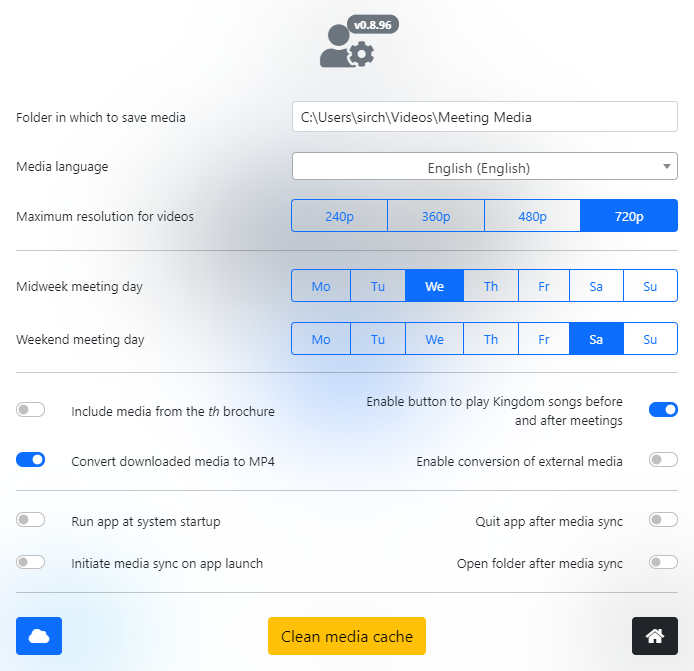 v0.8.96
Folder in which to save media
C:\Users\sirch\Videos\Meeting Media
Media language
English (English)
Maximum resolution for videos
240p 360p 480p 720p
Midweek meeting day
Mo Tu We Th Fr Sa Su
Weekend meeting day
Mo Tu We Th Fr Sa Su
Include media from the th brochure
Enable button to play Kingdom songs before
and after meetings
Convert downloaded media to MP4
Enable conversion of external media
Run app at system startup
Quit app after media sync
Initiate media sync on app launch
Open folder after media sync
Clean media cache